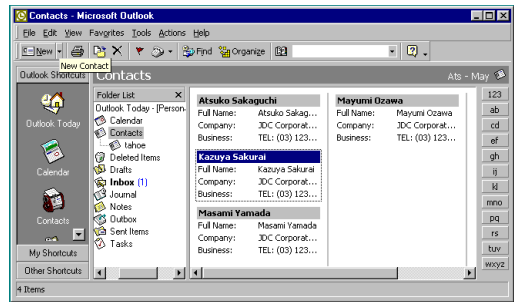 Contacts - Microsoft Outlook
File Edit View Favorites Tools Actions Help
New Find Organize
New Contact
Outlook Shortcuts Contacts Ats - May
Outlook Today
Calendar
Contacts
My Shortcuts
Other Shortcuts
Folder List X
Outlook Today - [Person
Calendar
Contacts
tahoe
Deleted Items
Drafts
Inbox (1)
Journal
Notes
Outbox
Sent Items
Tasks
Atsuko Sakaguchi
Full Name: Atsuko Sakag...
Company: JDC Corporat...
Business: TEL: (03) 123...
Kazuya Sakurai
Full Name: Kazuya Sakurai
Company: JDC Corporat...
Business: TEL: (03) 123...
Masami Yamada
Full Name: Masami Yamada
Company: JDC Corporat...
Business: TEL: (03) 123...
Mayumi Ozawa
Full Name: Mayumi Ozawa
Company: JDC Corporat...
Business: TEL: (03) 123...
123
ab
cd
ef
gh
ij
kl
mno
pq
rs
tuv
wxyz
4 Items